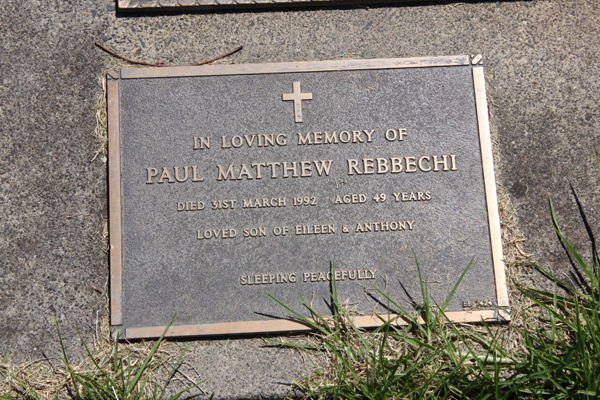 IN LOVING MEMORY OF
PAUL MATTHEW REBBECHI
DIED 31ST MARCH 1992 AGED 49 YEARS
LOVED SON OF EILEEN & ANTHONY
SLEEPING PEACEFULLY